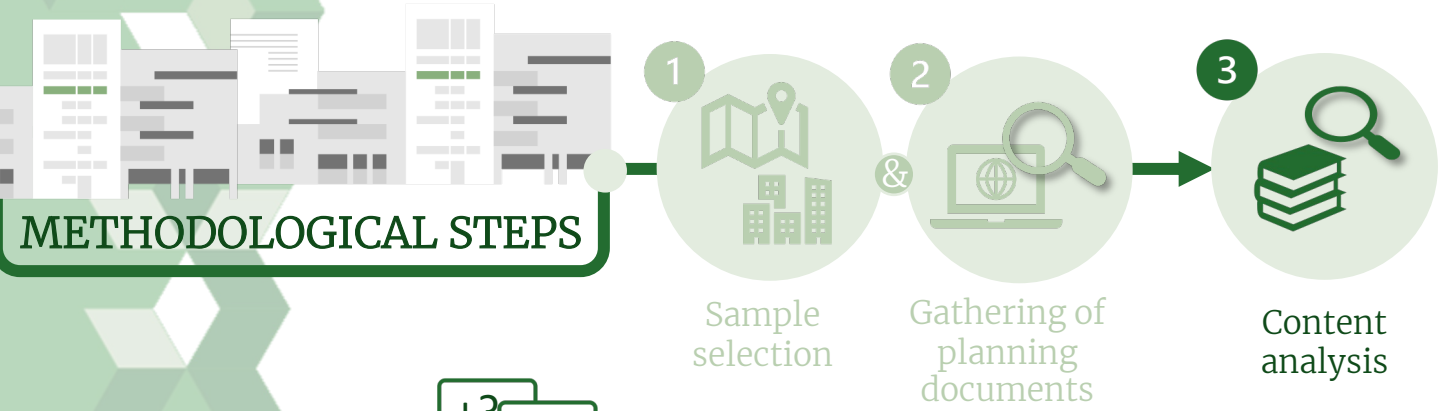 METHODOLOGICAL STEPS
1
&
2
3
Sample
selection
Gathering of
planning
documents
Content
analysis